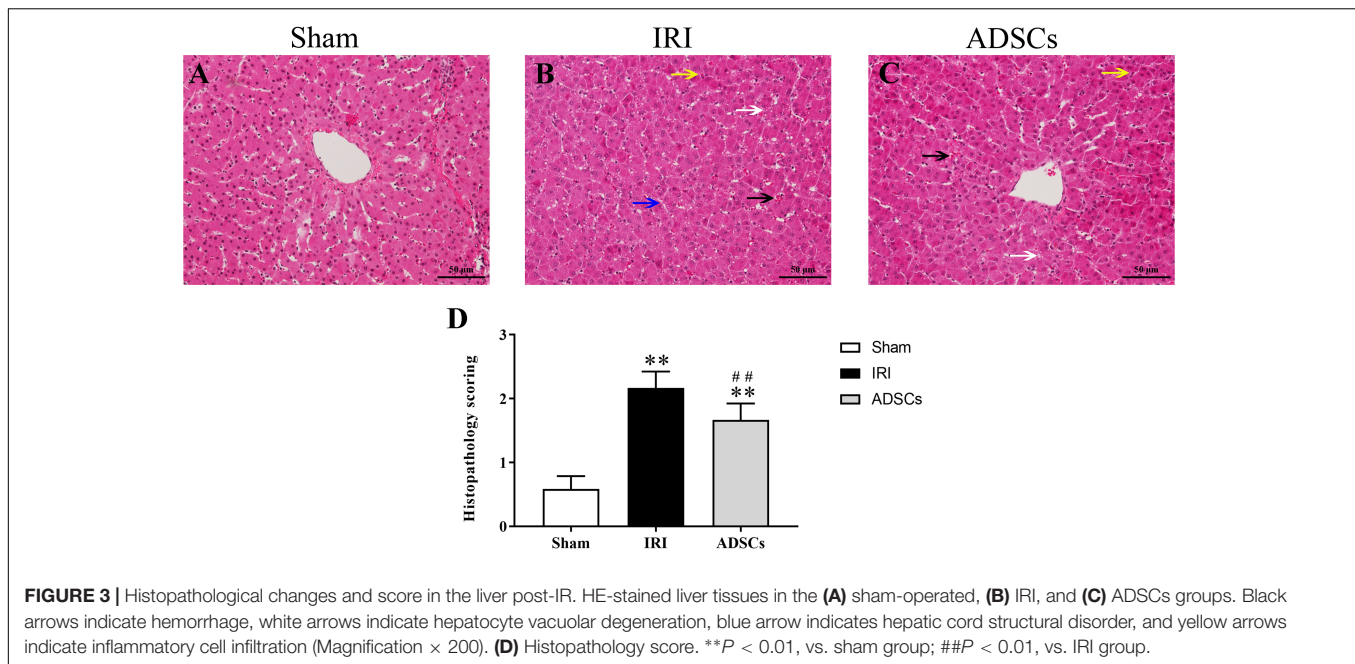 Sham IRI ADSCs
A B C
50 μm 50 μm 50 μm
D
Histopathology scoring
3
2
1
0
** ## **
Sham IRI ADSCs
Sham
IRI
ADSCs
FIGURE 3 | Histopathological changes and score in the liver post-IR. HE-stained liver tissues in the (A) sham-operated, (B) IRI, and (C) ADSCs groups. Black
arrows indicate hemorrhage, white arrows indicate hepatocyte vacuolar degeneration, blue arrow indicates hepatic cord structural disorder, and yellow arrows
indicate inflammatory cell infiltration (Magnification × 200). (D) Histopathology score. **P < 0.01, vs. sham group; ##P < 0.01, vs. IRI group.